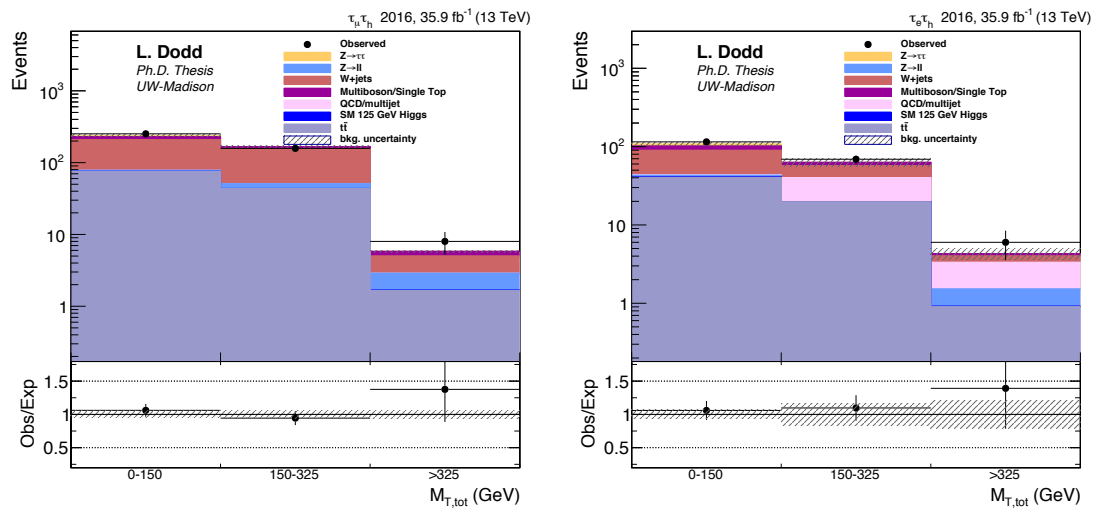 τμτh 2016, 35.9 fb⁻¹ (13 TeV)
Events
L. Dodd
Ph.D. Thesis
UW-Madison
Observed
Z→ττ
Z→ll
W+jets
Multiboson/Single Top
QCD/multijet
SM 125 GeV Higgs
tt̄
bkg. uncertainty
10³
10²
10
1
Obs/Exp
1.5
1
0.5
0-150
150-325
>325
M_T,tot (GeV)
τeτh 2016, 35.9 fb⁻¹ (13 TeV)
Events
L. Dodd
Ph.D. Thesis
UW-Madison
Observed
Z→ττ
Z→ll
W+jets
Multiboson/Single Top
QCD/multijet
SM 125 GeV Higgs
tt̄
bkg. uncertainty
10³
10²
10
1
Obs/Exp
1.5
1
0.5
0-150
150-325
>325
M_T,tot (GeV)